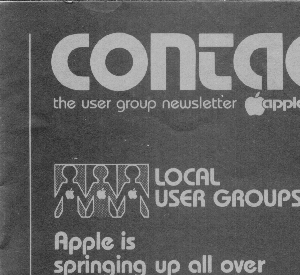 contac
the user group newsletter apple
LOCAL
USER GROUPS
Apple is
springing up all over